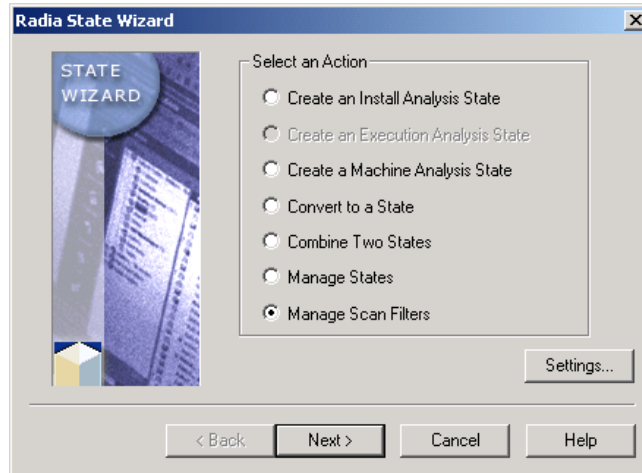 Radia State Wizard
STATE
WIZARD
Select an Action
Create an Install Analysis State
Create an Execution Analysis State
Create a Machine Analysis State
Convert to a State
Combine Two States
Manage States
Manage Scan Filters
Settings...
< Back
Next >
Cancel
Help